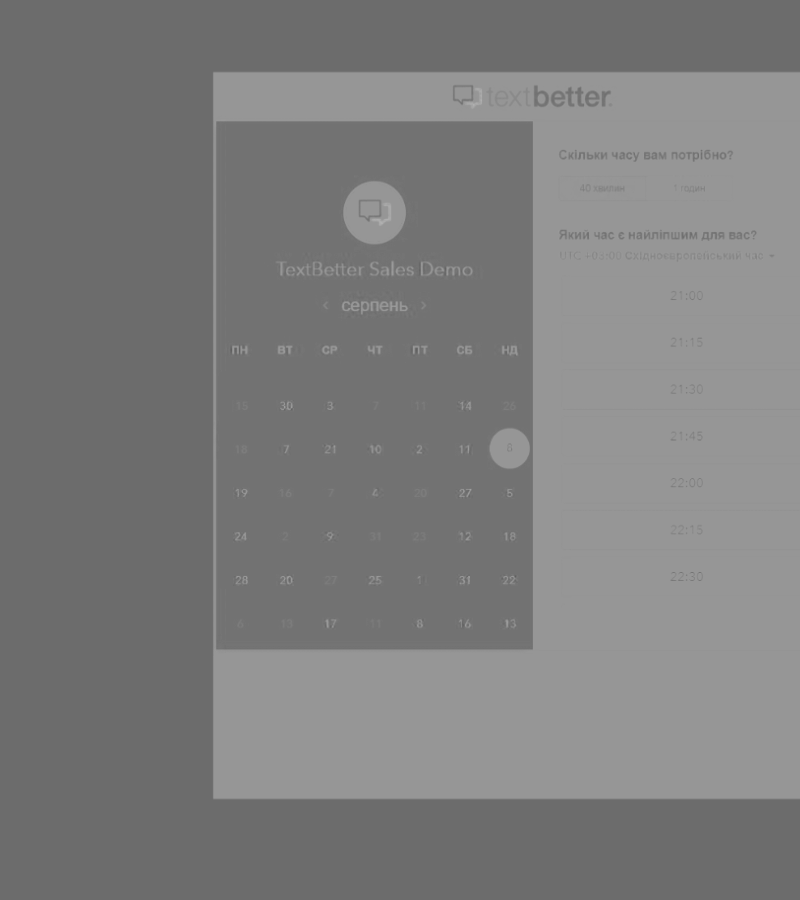 textbetter.
TextBetter Sales Demo
‹ серпень ›
ПН ВТ СР ЧТ ПТ СБ НД
15 30 3 2 11 14 26
18 7 21 10 2 11 6
19 16 7 4 20 27 5
24 2 9 31 23 12 18
28 20 27 25 1 31 22
6 13 17 11 8 16 13
Скільки часу вам потрібно?
40 хвилин 1 годин
Який час є найліпшим для вас?
UTC +03:00 Східноєвропейський час
21:00
21:15
21:30
21:45
22:00
22:15
22:30